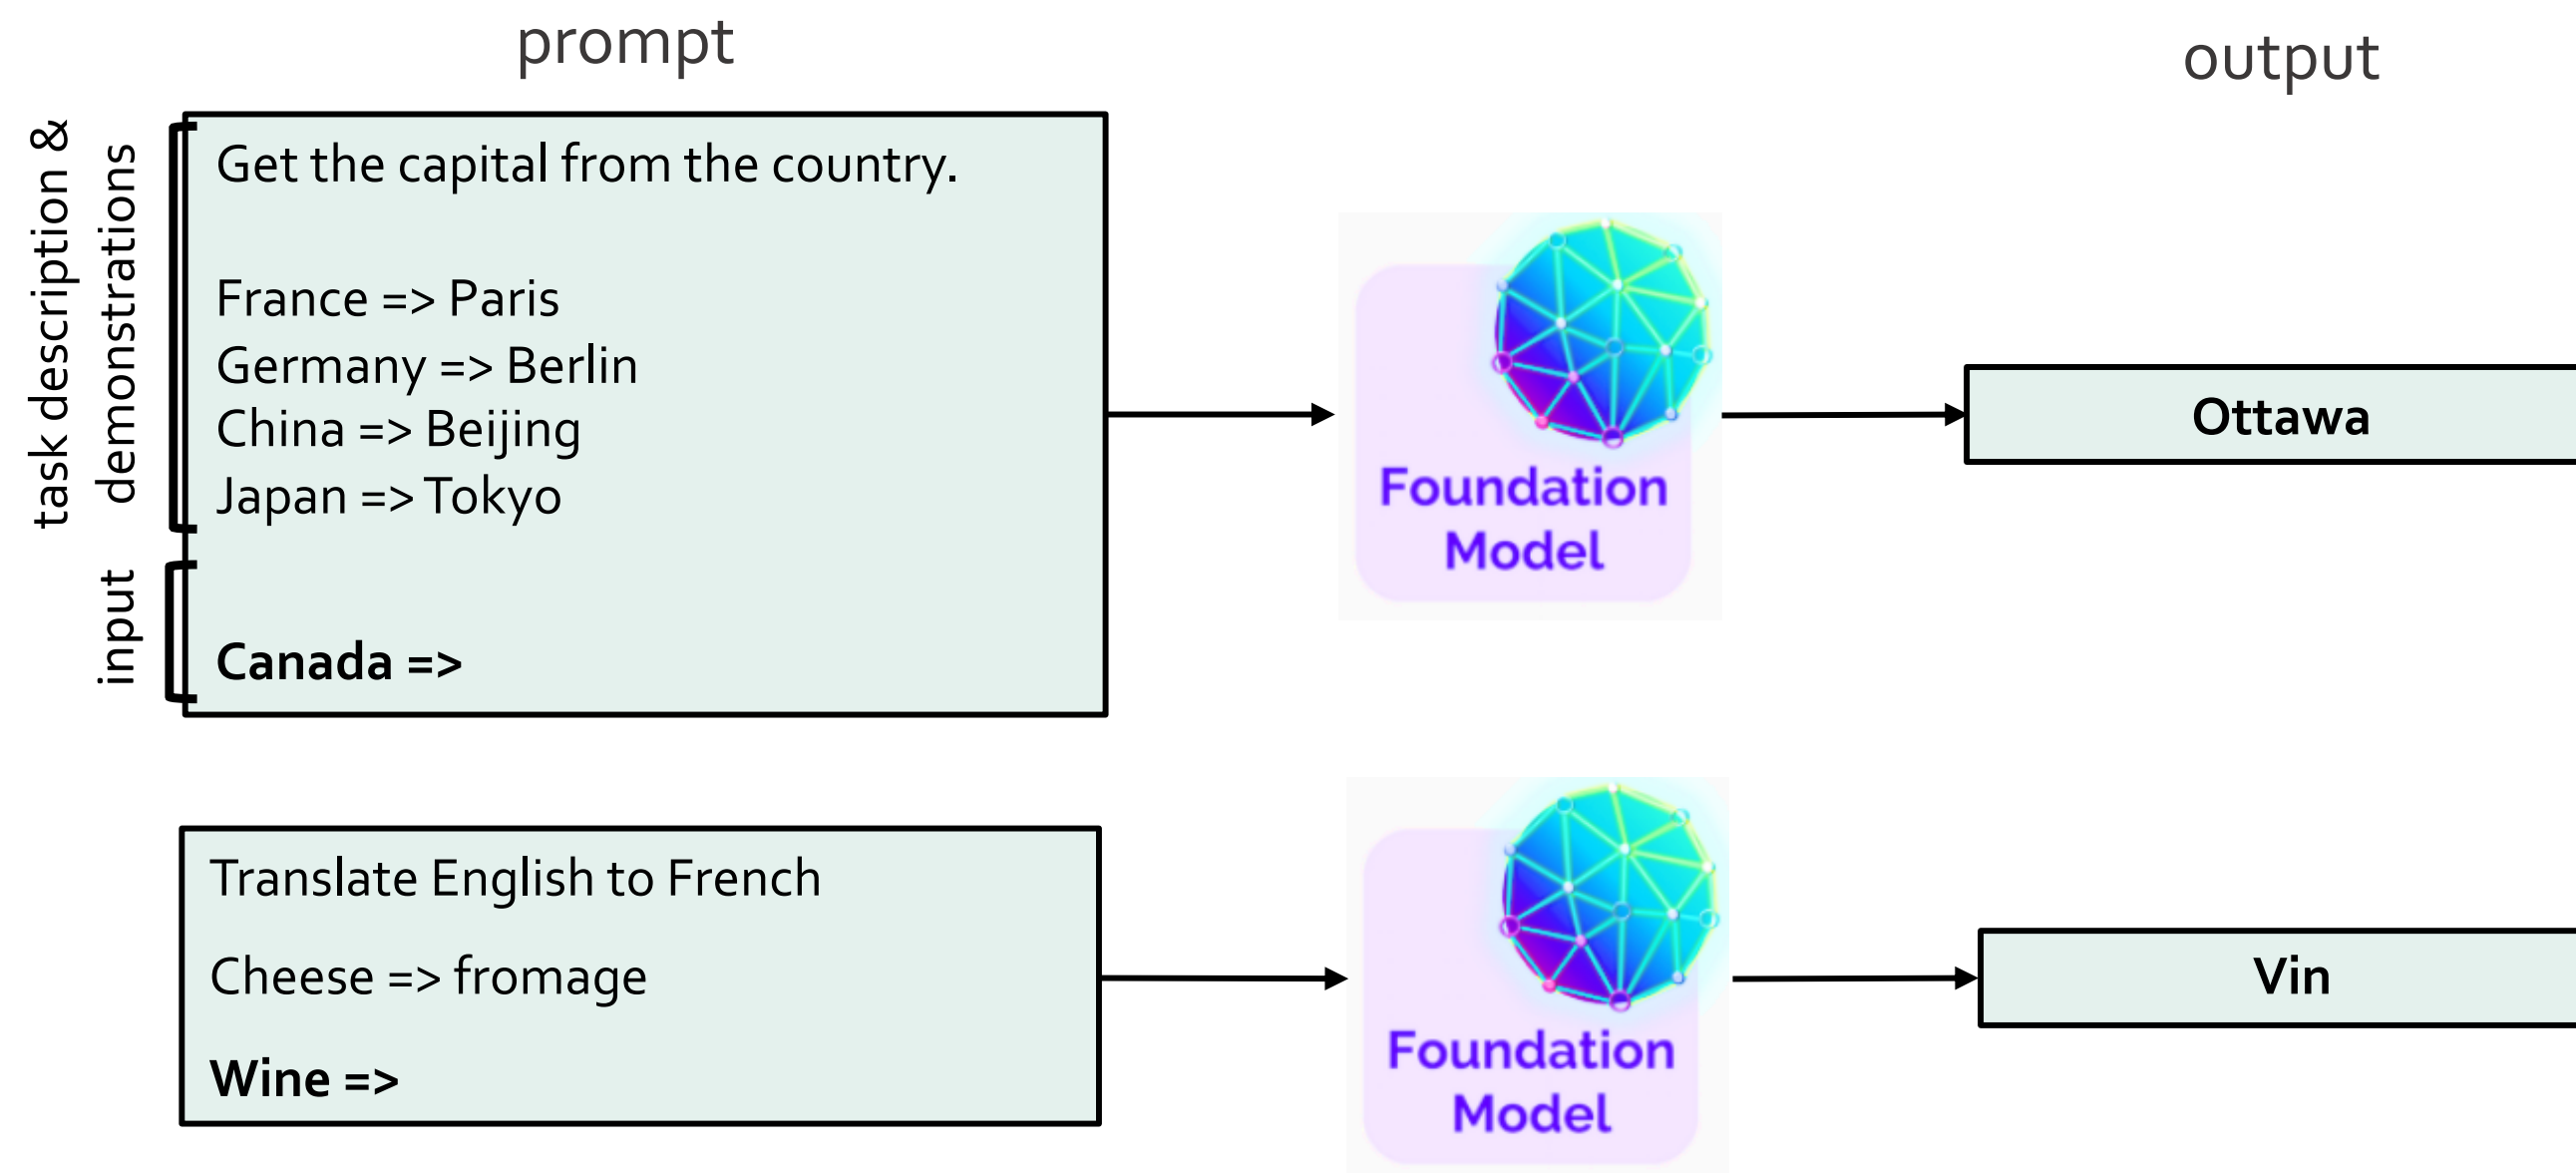 prompt
output
task description &
demonstrations
Get the capital from the country.
France => Paris
Germany => Berlin
China => Beijing
Japan => Tokyo
input
Canada =>
Foundation
Model
Ottawa
Translate English to French
Cheese => fromage
Wine =>
Foundation
Model
Vin